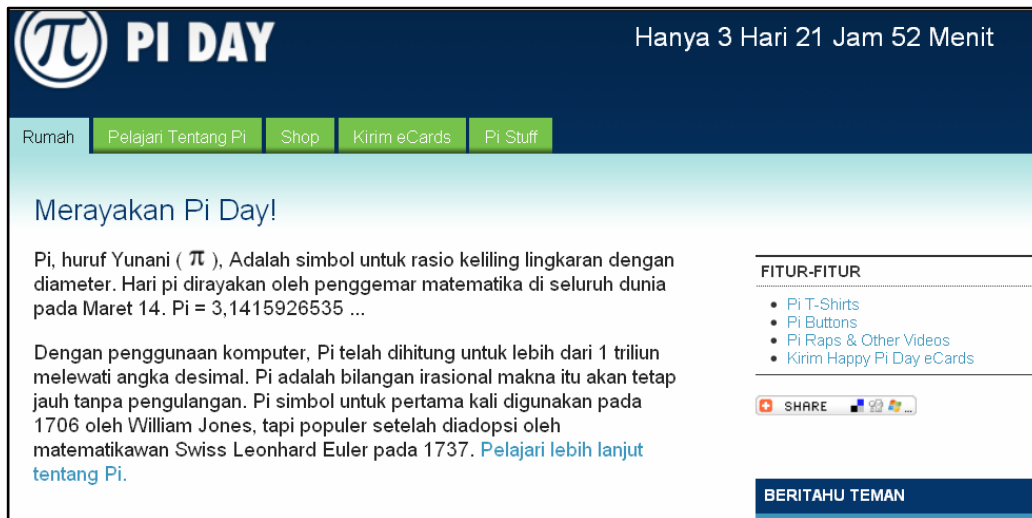 π PI DAY
Hanya 3 Hari 21 Jam 52 Menit
Rumah Pelajari Tentang Pi Shop Kirim eCards Pi Stuff
Merayakan Pi Day!
Pi, huruf Yunani ( π ), Adalah simbol untuk rasio keliling lingkaran dengan
diameter. Hari pi dirayakan oleh penggemar matematika di seluruh dunia
pada Maret 14. Pi = 3,1415926535 ...
Dengan penggunaan komputer, Pi telah dihitung untuk lebih dari 1 triliun
melewati angka desimal. Pi adalah bilangan irasional makna itu akan tetap
jauh tanpa pengulangan. Pi simbol untuk pertama kali digunakan pada
1706 oleh William Jones, tapi populer setelah diadopsi oleh
matematikawan Swiss Leonhard Euler pada 1737. Pelajari lebih lanjut
tentang Pi.
FITUR-FITUR
• Pi T-Shirts
• Pi Buttons
• Pi Raps & Other Videos
• Kirim Happy Pi Day eCards
SHARE ...
BERITAHU TEMAN